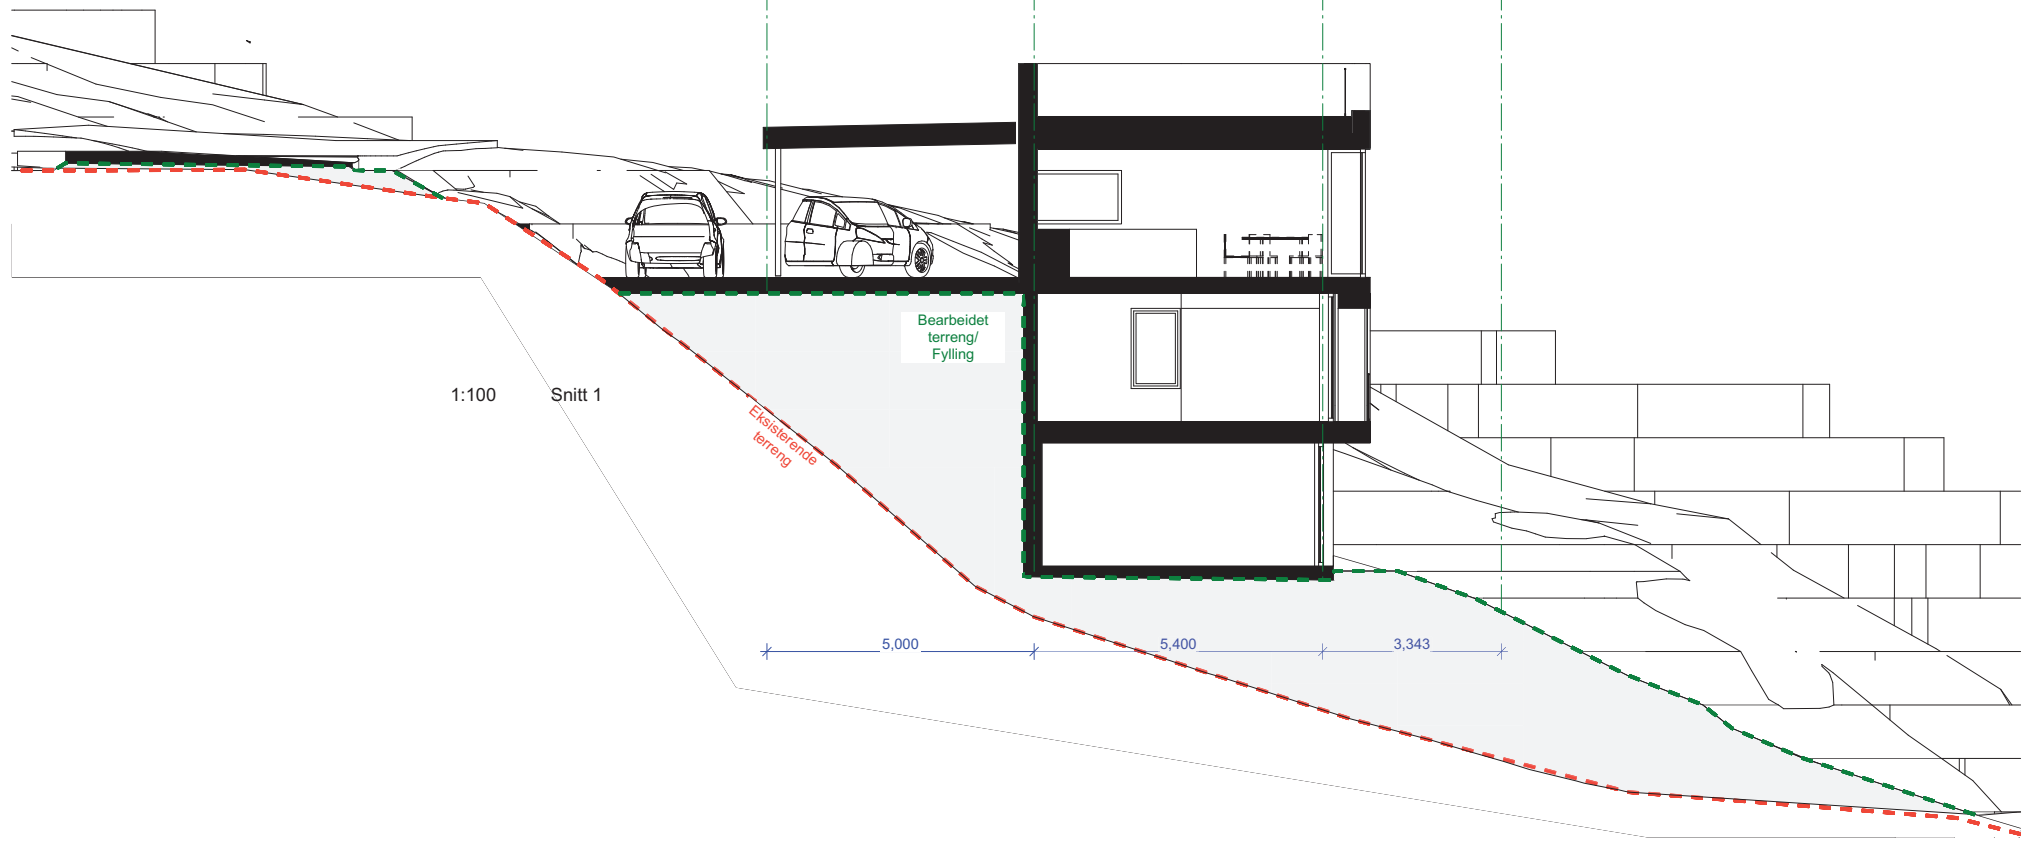 Bearbeidet
terreng/
Fylling
1:100 Snitt 1
Eksisterende
terreng
5,000 5,400 3,343